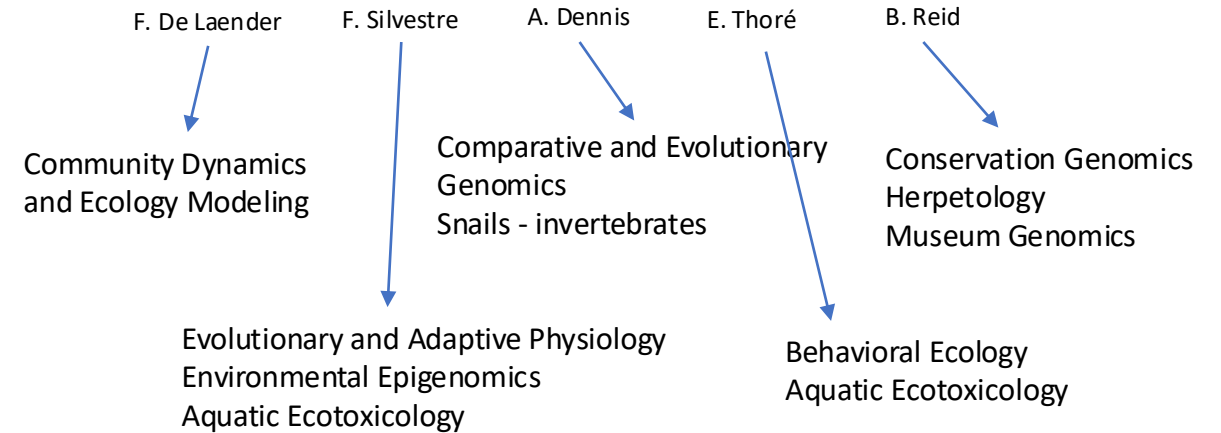 F. De Laender
F. Silvestre
A. Dennis
E. Thoré
B. Reid
Community Dynamics
and Ecology Modeling
Comparative and Evolutionary
Genomics
Snails - invertebrates
Conservation Genomics
Herpetology
Museum Genomics
Evolutionary and Adaptive Physiology
Environmental Epigenomics
Aquatic Ecotoxicology
Behavioral Ecology
Aquatic Ecotoxicology